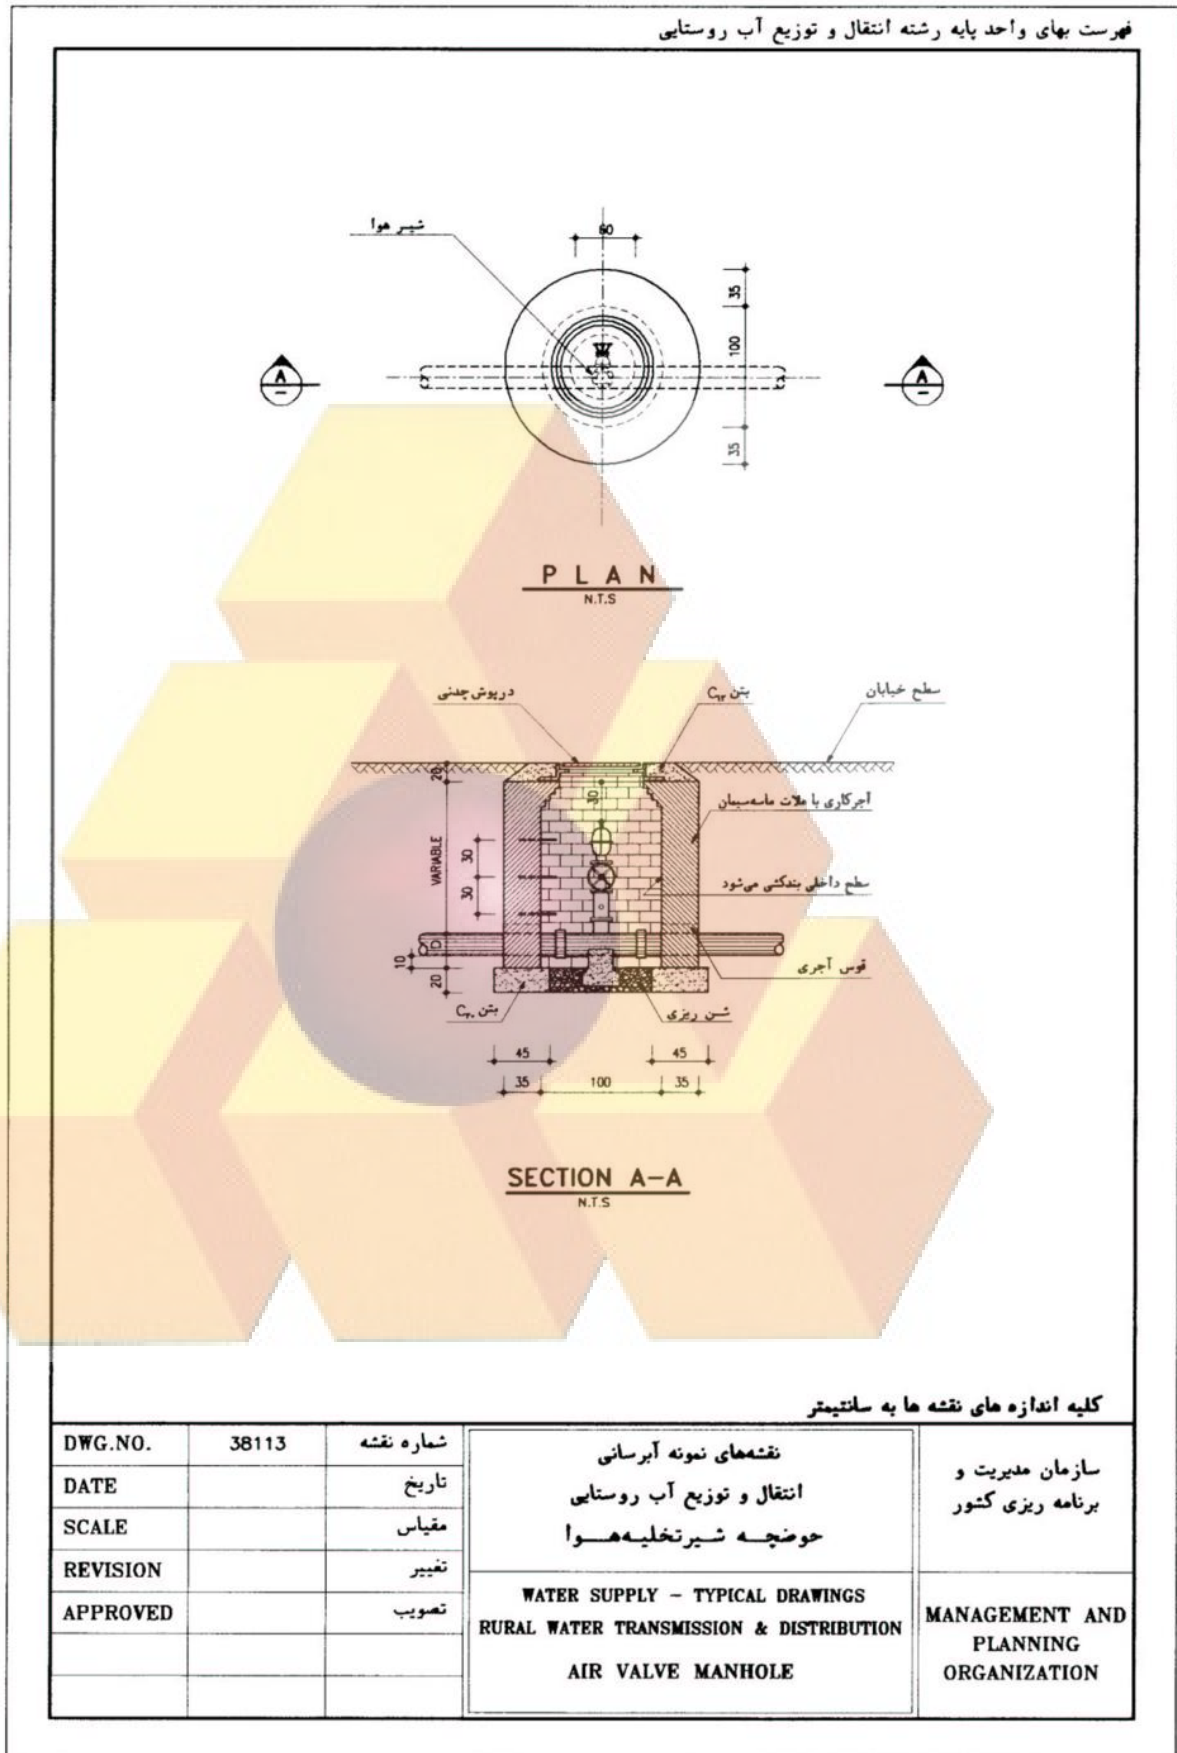 فهرست بهای واحد پایه رشته انتقال و توزیع آب روستایی
شیر هوا
60
35
100
35
A
A
PLAN
N.T.S
درپوش چدنی
بتن C۱۲
سطح خیابان
20
30
آجرکاری با ملات ماسه‌سیمان
VARIABLE
30
30
سطح داخلی بندکشی می‌شود
D
10
20
قوس آجری
بتن C۲۰
شن ریزی
45
45
35
100
35
SECTION A-A
N.T.S
کلیه اندازه های نقشه ها به سانتیمتر
DWG.NO. 38113 شماره نقشه
DATE تاریخ
SCALE مقیاس
REVISION تغییر
APPROVED تصویب
نقشه‌های نمونه آبرسانی
انتقال و توزیع آب روستایی
حوضچه شیرتخلیه‌هوا
WATER SUPPLY - TYPICAL DRAWINGS
RURAL WATER TRANSMISSION & DISTRIBUTION
AIR VALVE MANHOLE
سازمان مدیریت و
برنامه ریزی کشور
MANAGEMENT AND
PLANNING
ORGANIZATION